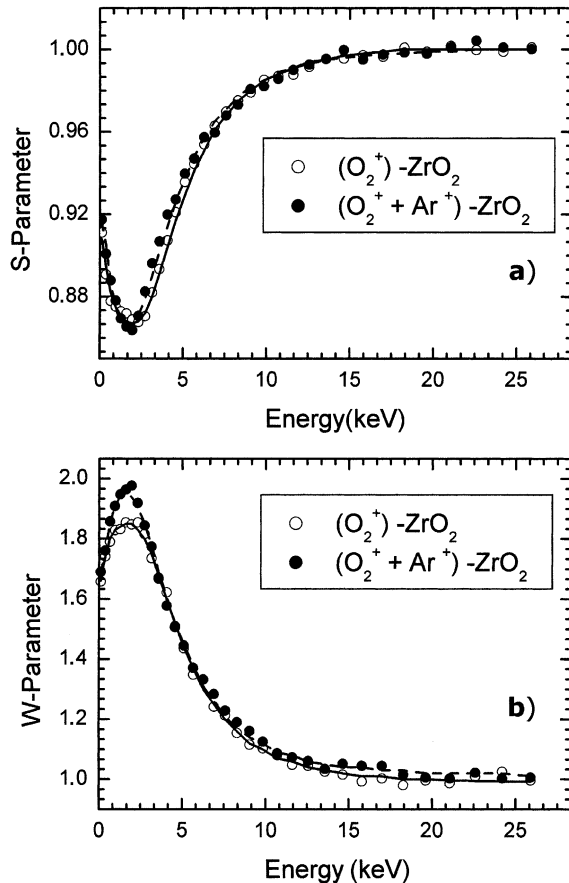 1.00
0.96
0.92
0.88
S-Parameter
○ (O₂⁺) -ZrO₂
● (O₂⁺ + Ar⁺) -ZrO₂
a)
0 5 10 15 20 25
Energy(keV)
2.0
1.8
1.6
1.4
1.2
1.0
W-Parameter
○ (O₂⁺) -ZrO₂
● (O₂⁺ + Ar⁺) -ZrO₂
b)
0 5 10 15 20 25
Energy (keV)